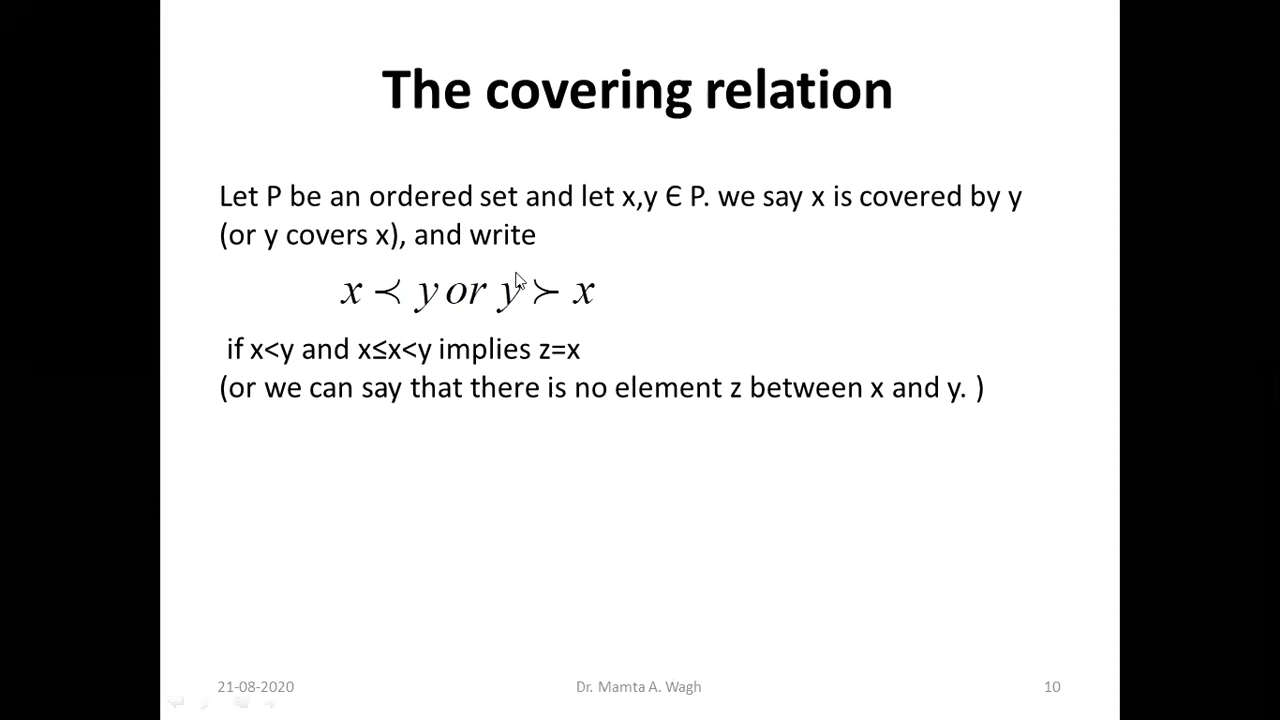 The covering relation
Let P be an ordered set and let x,y Є P. we say x is covered by y
(or y covers x), and write
x ≺ y or y ≻ x
if x<y and x≤x<y implies z=x
(or we can say that there is no element z between x and y. )
21-08-2020
Dr. Mamta A. Wagh
10